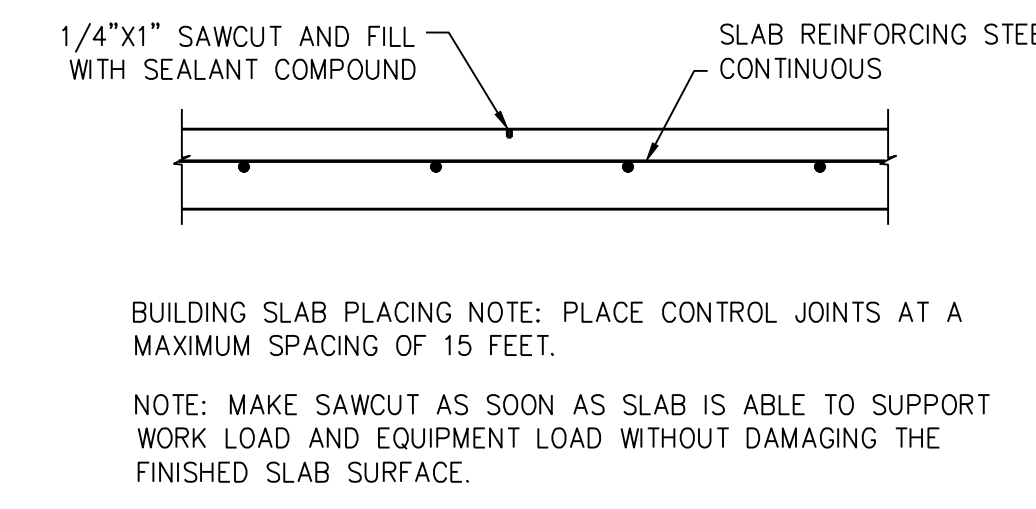 1/4"X1" SAWCUT AND FILL
WITH SEALANT COMPOUND
SLAB REINFORCING
CONTINUOUS
BUILDING SLAB PLACING NOTE: PLACE CONTROL JOINTS AT A
MAXIMUM SPACING OF 15 FEET.
NOTE: MAKE SAWCUT AS SOON AS SLAB IS ABLE TO SUPPORT
WORK LOAD AND EQUIPMENT LOAD WITHOUT DAMAGING THE
FINISHED SLAB SURFACE.